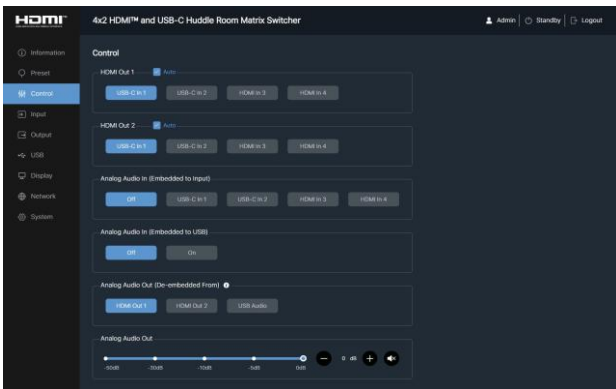 HDMI
4x2 HDMI™ and USB-C Huddle Room Matrix Switcher
Admin
Standby
Logout
Information
Preset
Control
Input
Output
USB
Display
Network
System
Control
HDMI Out 1 Auto
USB-C In 1 USB-C In 2 HDMI In 3 HDMI In 4
HDMI Out 2 Auto
USB-C In 1 USB-C In 2 HDMI In 3 HDMI In 4
Analog Audio In (Embedded to Input)
Off USB-C In 1 USB-C In 2 HDMI In 3 HDMI In 4
Analog Audio In (Embedded to USB)
Off On
Analog Audio Out (De-embedded From)
HDMI Out 1 HDMI Out 2 USB Audio
Analog Audio Out
0 dB
-50dB -30dB -10dB -5dB 0dB